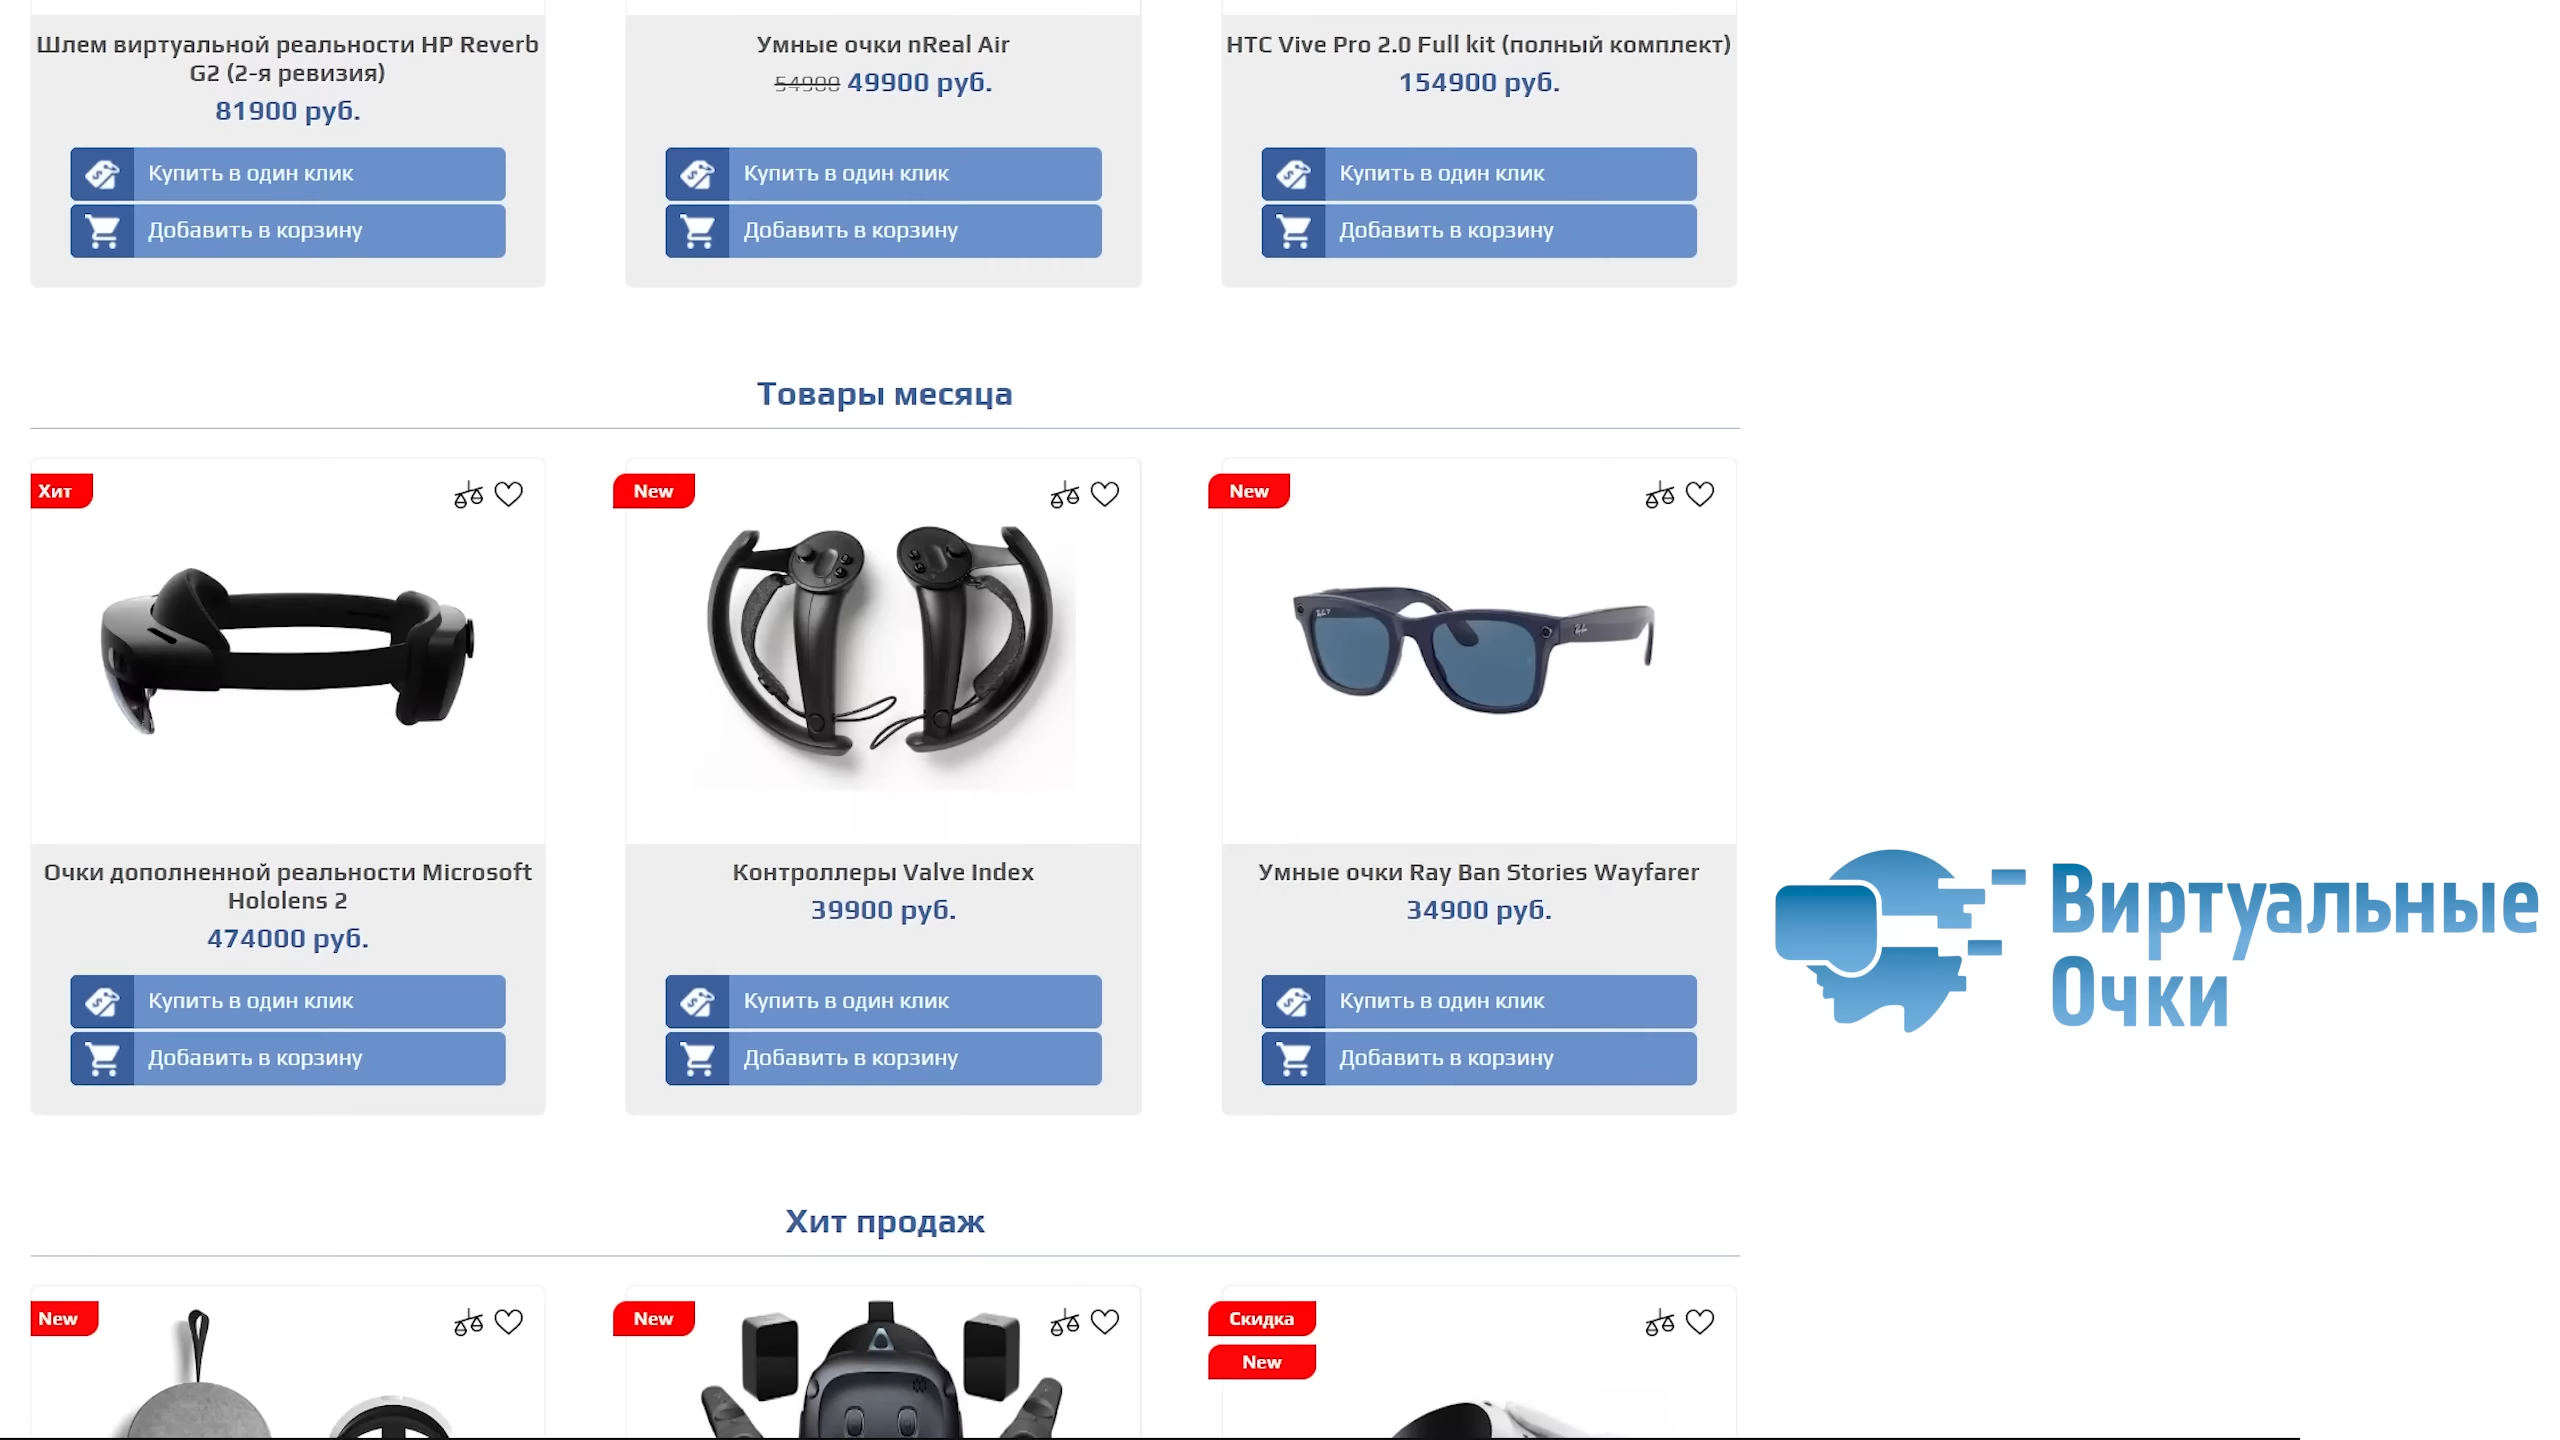 Шлем виртуальной реальности HP Reverb
G2 (2-я ревизия)
81900 руб.
Купить в один клик
Добавить в корзину
Умные очки nReal Air
54900 49900 руб.
Купить в один клик
Добавить в корзину
HTC Vive Pro 2.0 Full kit (полный комплект)
154900 руб.
Купить в один клик
Добавить в корзину
Товары месяца
Хит
Очки дополненной реальности Microsoft
Hololens 2
474000 руб.
Купить в один клик
Добавить в корзину
New
Контроллеры Valve Index
39900 руб.
Купить в один клик
Добавить в корзину
New
Умные очки Ray Ban Stories Wayfarer
34900 руб.
Купить в один клик
Добавить в корзину
Виртуальные
Очки
Хит продаж
New
New
Скидка
New